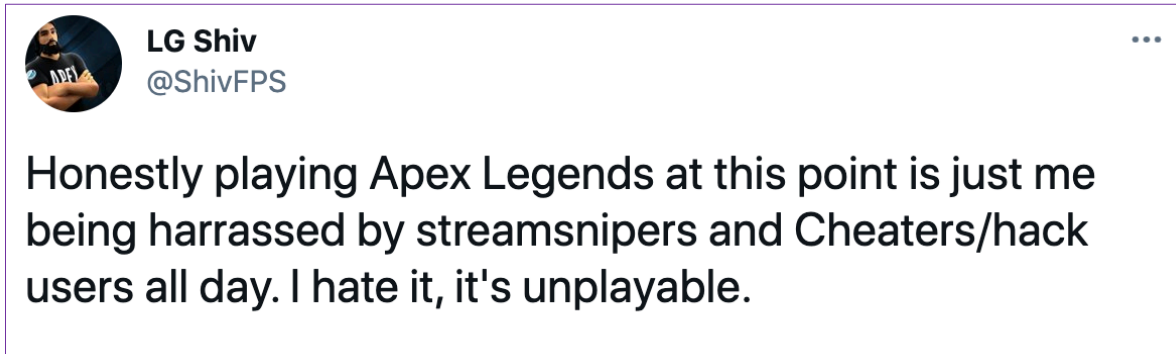 LG Shiv
@ShivFPS
APEX
Honestly playing Apex Legends at this point is just me
being harrassed by streamsnipers and Cheaters/hack
users all day. I hate it, it's unplayable.